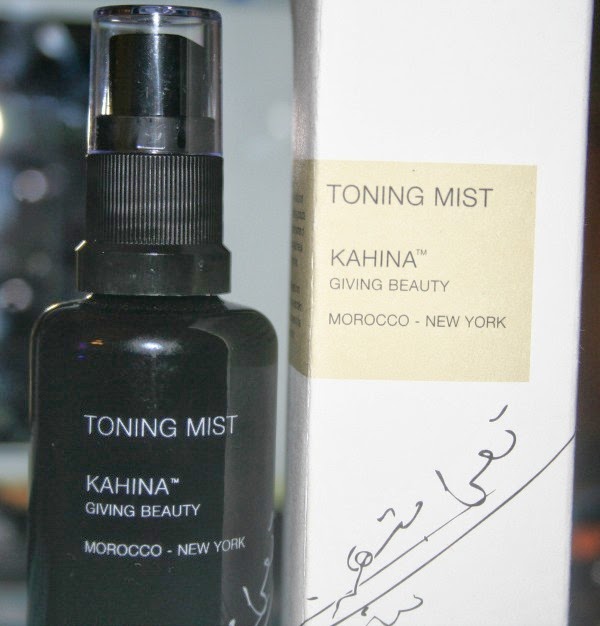 TONING MIST
KAHINA™
GIVING BEAUTY
MOROCCO - NEW YORK
TONING MIST
KAHINA™
GIVING BEAUTY
MOROCCO - NEW YORK